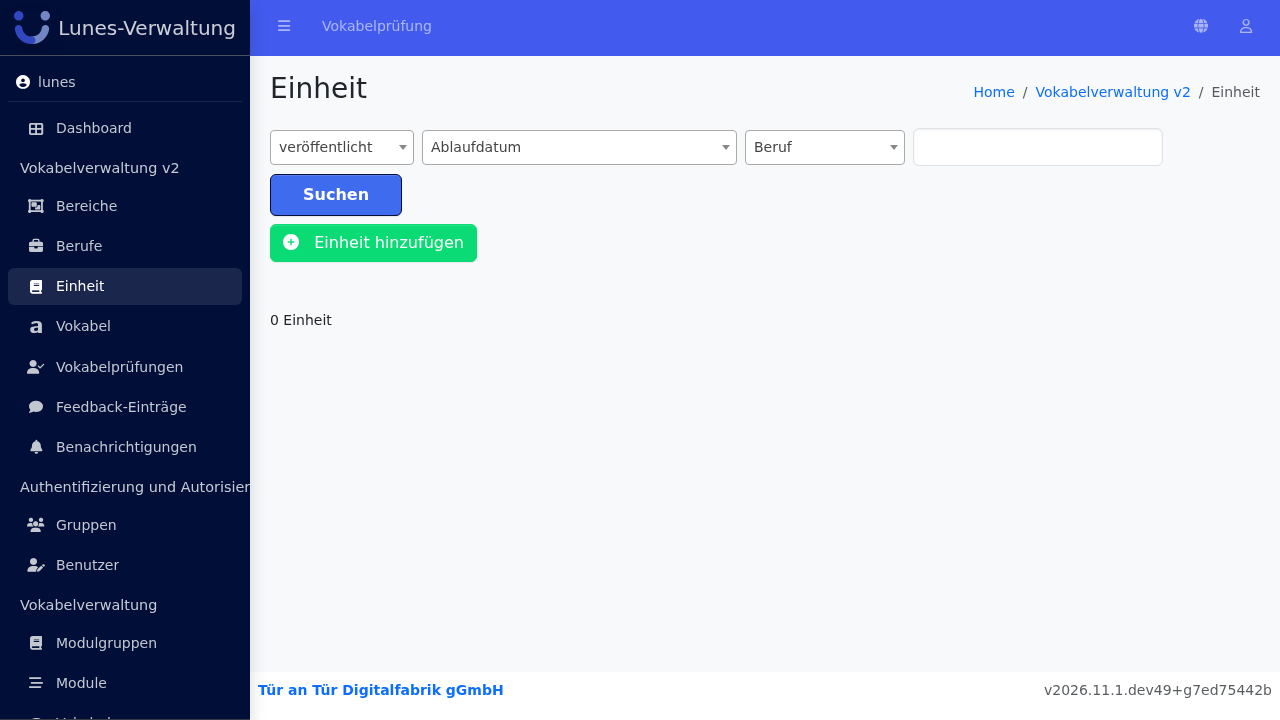 Lunes-Verwaltung
Vokabelprüfung
lunes
Dashboard
Vokabelverwaltung v2
Bereiche
Berufe
Einheit
Vokabel
Vokabelprüfungen
Feedback-Einträge
Benachrichtigungen
Authentifizierung und Autorisier
Gruppen
Benutzer
Vokabelverwaltung
Modulgruppen
Module
Einheit
Home / Vokabelverwaltung v2 / Einheit
veröffentlicht Ablaufdatum Beruf
Suchen
Einheit hinzufügen
0 Einheit
Tür an Tür Digitalfabrik gGmbH
v2026.11.1.dev49+g7ed75442b